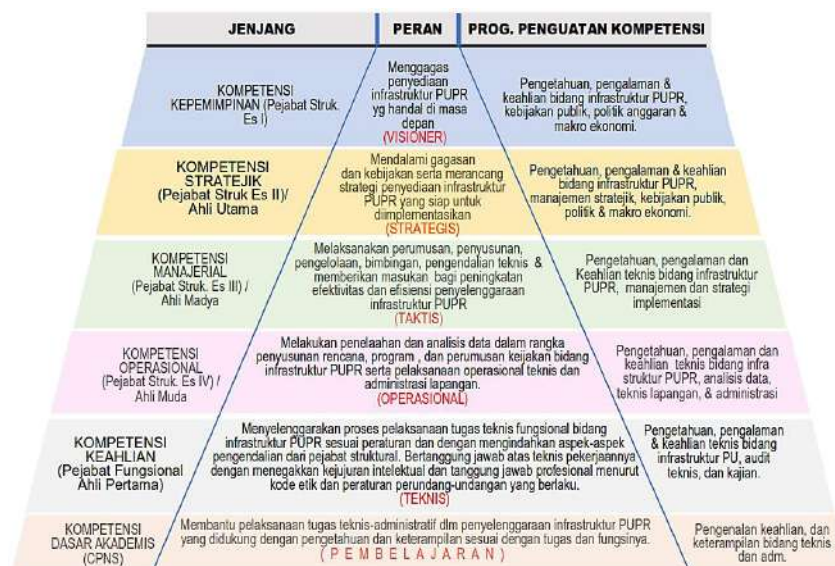 JENJANG
PERAN
PROG. PENGUATAN KOMPETENSI
KOMPETENSI
KEPEMIMPINAN (Pejabat Struk.
Es I)
Menggagas
penyediaan
infrastruktur PUPR
yg handal di masa
depan
(VISIONER)
Pengetahuan, pengalaman &
keahlian bidang infrastruktur PUPR,
kebijakan publik, politik anggaran &
makro ekonomi.
KOMPETENSI
STRATEJIK
(Pejabat Struk Es II)/
Ahli Utama
Mendalami gagasan
dan kebijakan serta merancang
strategi penyediaan infrastruktur
PUPR yang siap untuk
diimplementasikan
(STRATEGIS)
Pengetahuan, pengalaman & keahlian
bidang infrastruktur PUPR,
manajemen stratejik, kebijakan publik,
politik & makro ekonomi.
KOMPETENSI
MANAJERIAL
(Pejabat Struk. Es III) /
Ahli Madya
Melaksanakan perumusan, penyusunan,
pengelolaan, bimbingan, pengendalian teknis &
memberikan masukan bagi peningkatan
efektivitas dan efisiensi penyelenggaraan
infrastruktur PUPR
(TAKTIS)
Pengetahuan, pengalaman dan
Keahlian teknis bidang infrastruktur
PUPR, manajemen dan strategi
implementasi
KOMPETENSI
OPERASIONAL
(Pejabat Struk. Es IV) /
Ahli Muda
Melakukan penelaahan dan analisis data dalam rangka
penyusunan rencana, program , dan perumusan keijakan bidang
infrastruktur PUPR serta pelaksanaan operasional teknis dan
administrasi lapangan.
(OPERASIONAL)
Pengetahuan, pengalaman dan
keahlian teknis bidang infra
struktur PUPR, analisis data,
teknis lapangan, & administrasi
KOMPETENSI
KEAHLIAN
(Pejabat Fungsional
Ahli Pertama)
Menyelenggarakan proses pelaksanaan tugas teknis fungsional bidang
infrastruktur PUPR sesuai peraturan dan dengan mengindahkan aspek-aspek
pengendalian dari pejabat struktural. Bertanggung jawab atas teknis pekerjaannya
dengan menegakkan kejujuran intelektual dan tanggung jawab profesional menurut
kode etik dan peraturan perundang-undangan yang berlaku.
(TEKNIS)
Pengetahuan, pengalaman
& keahlian teknis bidang
infrastruktur PU, audit
teknis, dan kajian.
KOMPETENSI
DASAR AKADEMIS
(CPNS)
Membantu pelaksanaan tugas teknis-administratif dlm penyelenggaraan infrastruktur PUPR
yang didukung dengan pengetahuan dan keterampilan sesuai dengan tugas dan fungsinya.
(PEMBELAJARAN)
Pengenalan keahlian, dan
keterampilan bidang teknis
dan adm.